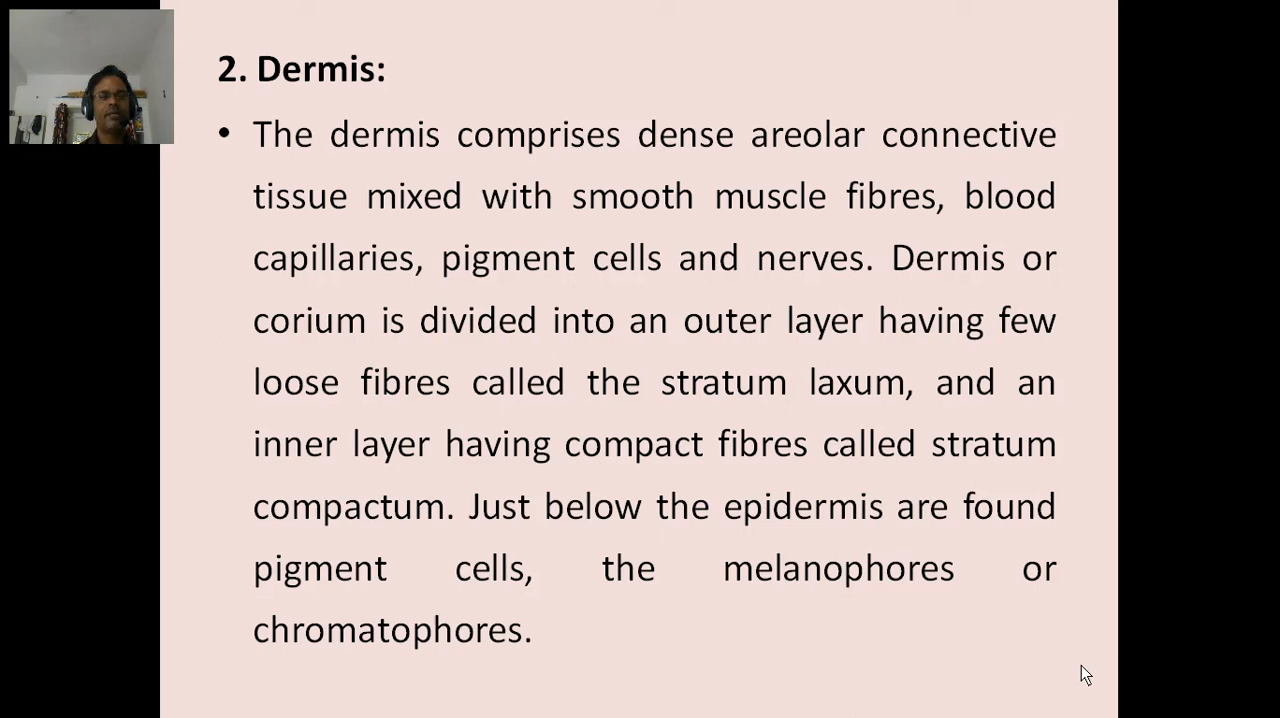 2. Dermis:
• The dermis comprises dense areolar connective
tissue mixed with smooth muscle fibres, blood
capillaries, pigment cells and nerves. Dermis or
corium is divided into an outer layer having few
loose fibres called the stratum laxum, and an
inner layer having compact fibres called stratum
compactum. Just below the epidermis are found
pigment cells, the melanophores or
chromatophores.